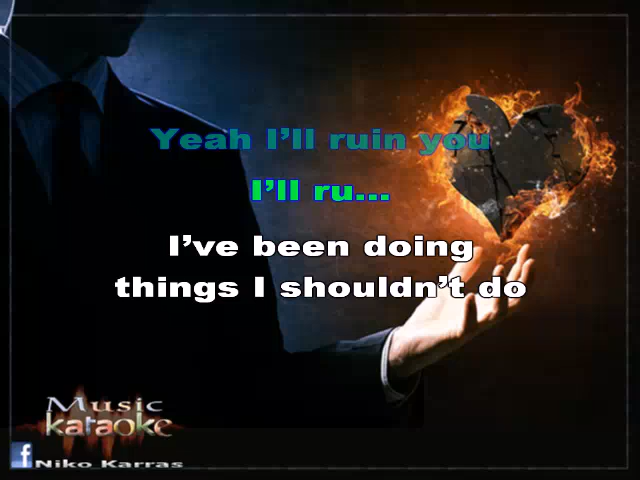 Yeah I’ll ruin you
I’ll ru...
I’ve been doing
things I shouldn’t do
Music
karaoke
f Niko Karras